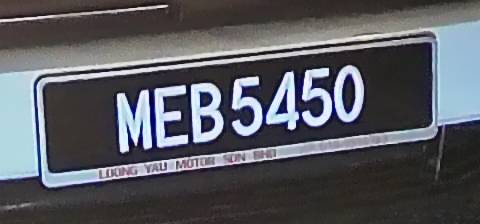 MEB5450
LOONG YAU MOTOR SDN BHD